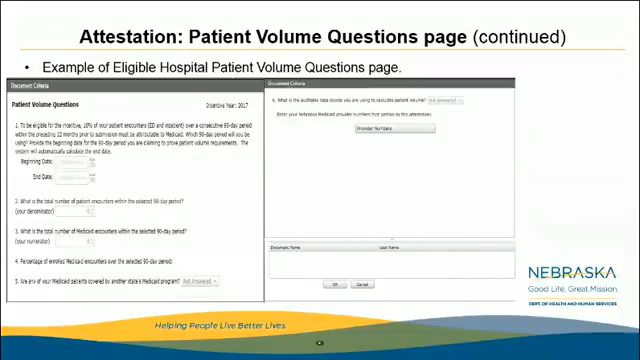 Attestation: Patient Volume Questions page (continued)
• Example of Eligible Hospital Patient Volume Questions page.
Document Criteria
Patient Volume Questions
Incentive Year: 2017
1. To be eligible for the incentive, 10% of your patient encounters (ED and inpatient) over a consecutive 90-day period
within the preceding 12 months prior to submission must be attributable to Medicaid. Which 90-day period will you be
using? Provide the beginning date for the 90-day period you are claiming to prove patient volume requirements. The
system will automatically calculate the end date.
Beginning Date:
End Date:
2. What is the total number of patient encounters within the selected 90-day period?
(your denominator)
3. What is the total number of Medicaid encounters within the selected 90-day period?
(your numerator)
4. Percentage of enrolled Medicaid encounters over the selected 90-day period:
5. Are any of your Medicaid patients covered by another state's Medicaid program? Not Answered
Document Criteria
6. What is the auditable data source you are using to calculate patient volume? Not Answered
Enter your Nebraska Medicaid provider numbers that pertain to this attestation:
Provider Numbers
Document Name
User Name
OK
Cancel
NEBRASKA
Good Life. Great Mission.
DEPT. OF HEALTH AND HUMAN SERVICES
Helping People Live Better Lives.